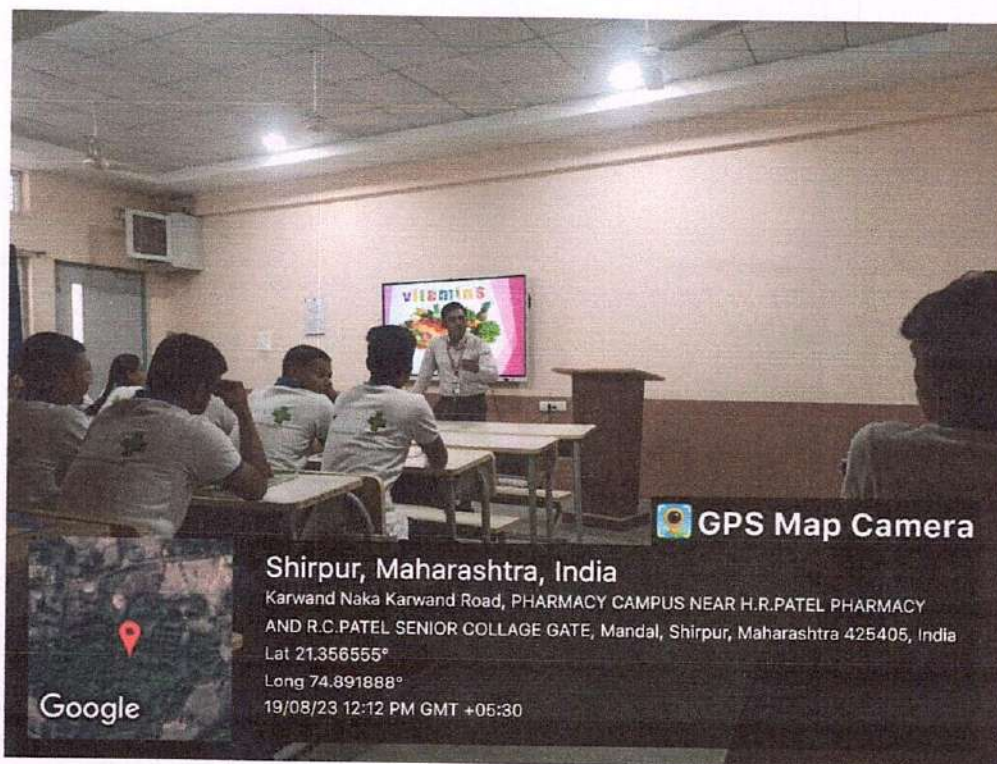 vitamins
GPS Map Camera
Shirpur, Maharashtra, India
Karwand Naka Karwand Road, PHARMACY CAMPUS NEAR H.R.PATEL PHARMACY
AND R.C.PATEL SENIOR COLLAGE GATE, Mandal, Shirpur, Maharashtra 425405, India
Lat 21.356555°
Long 74.891888°
19/08/23 12:12 PM GMT +05:30
Google